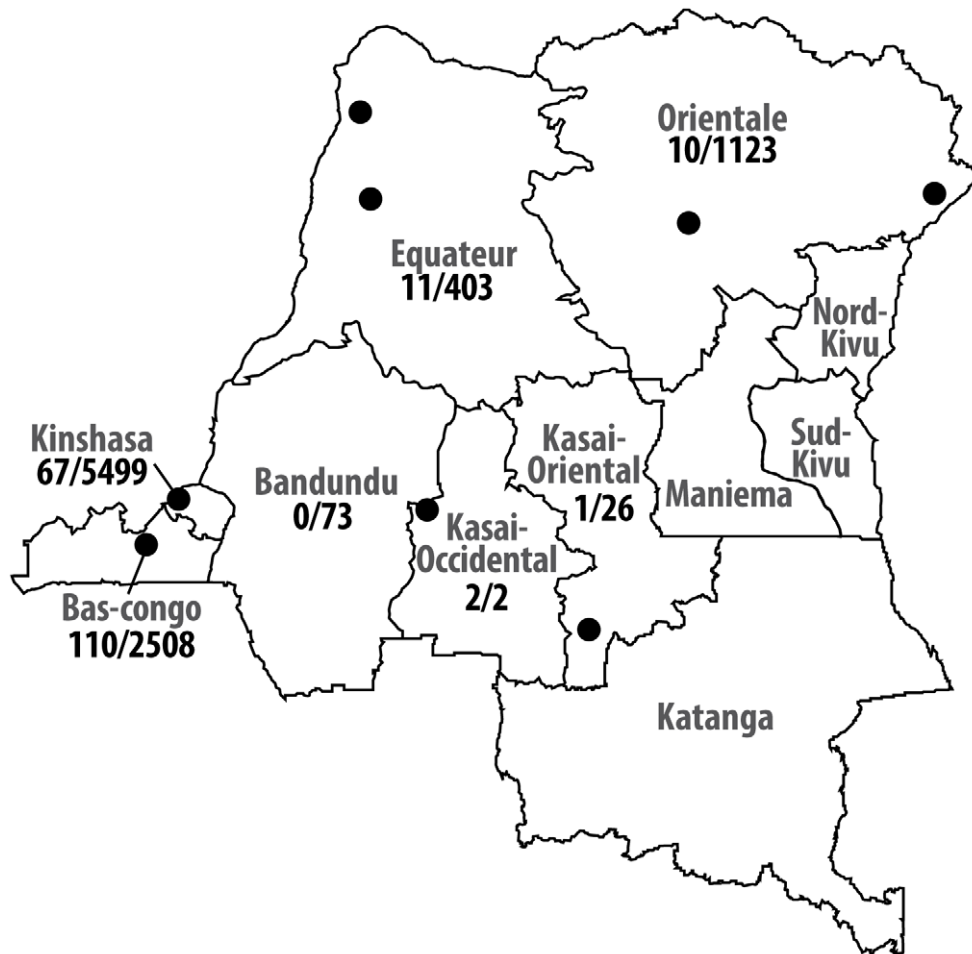 Orientale
10/1123
Equateur
11/403
Nord-
Kivu
Kinshasa
67/5499
Bandundu
0/73
Kasai-
Oriental
1/26
Sud-
Kivu
Maniema
Kasai-
Occidental
2/2
Bas-congo
110/2508
Katanga